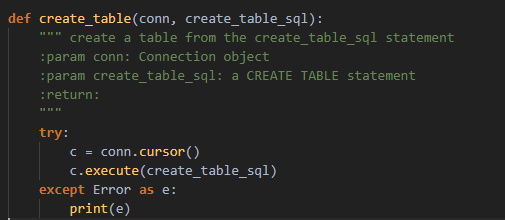 def create_table(conn, create_table_sql):
    """ create a table from the create_table_sql statement
    :param conn: Connection object
    :param create_table_sql: a CREATE TABLE statement
    :return:
    """
    try:
        c = conn.cursor()
        c.execute(create_table_sql)
    except Error as e:
        print(e)